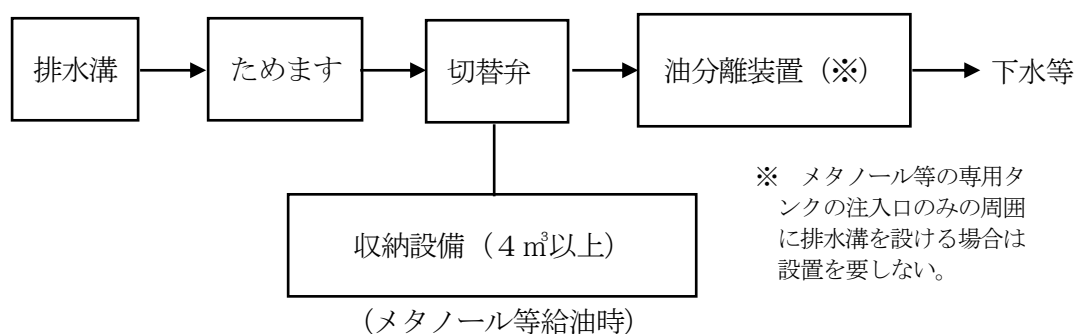 排水溝
ためます
切替弁
油分離装置（※）
下水等
収納設備（４㎥以上）
（メタノール等給油時）
※　メタノール等の専用タ
ンクの注入口のみの周囲
に排水溝を設ける場合は
設置を要しない。